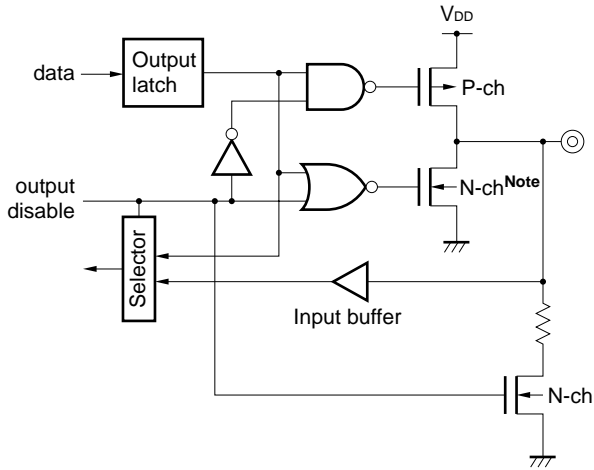 VDD
data
Output
latch
P-ch
output
disable
N-chNote
Selector
Input buffer
N-ch